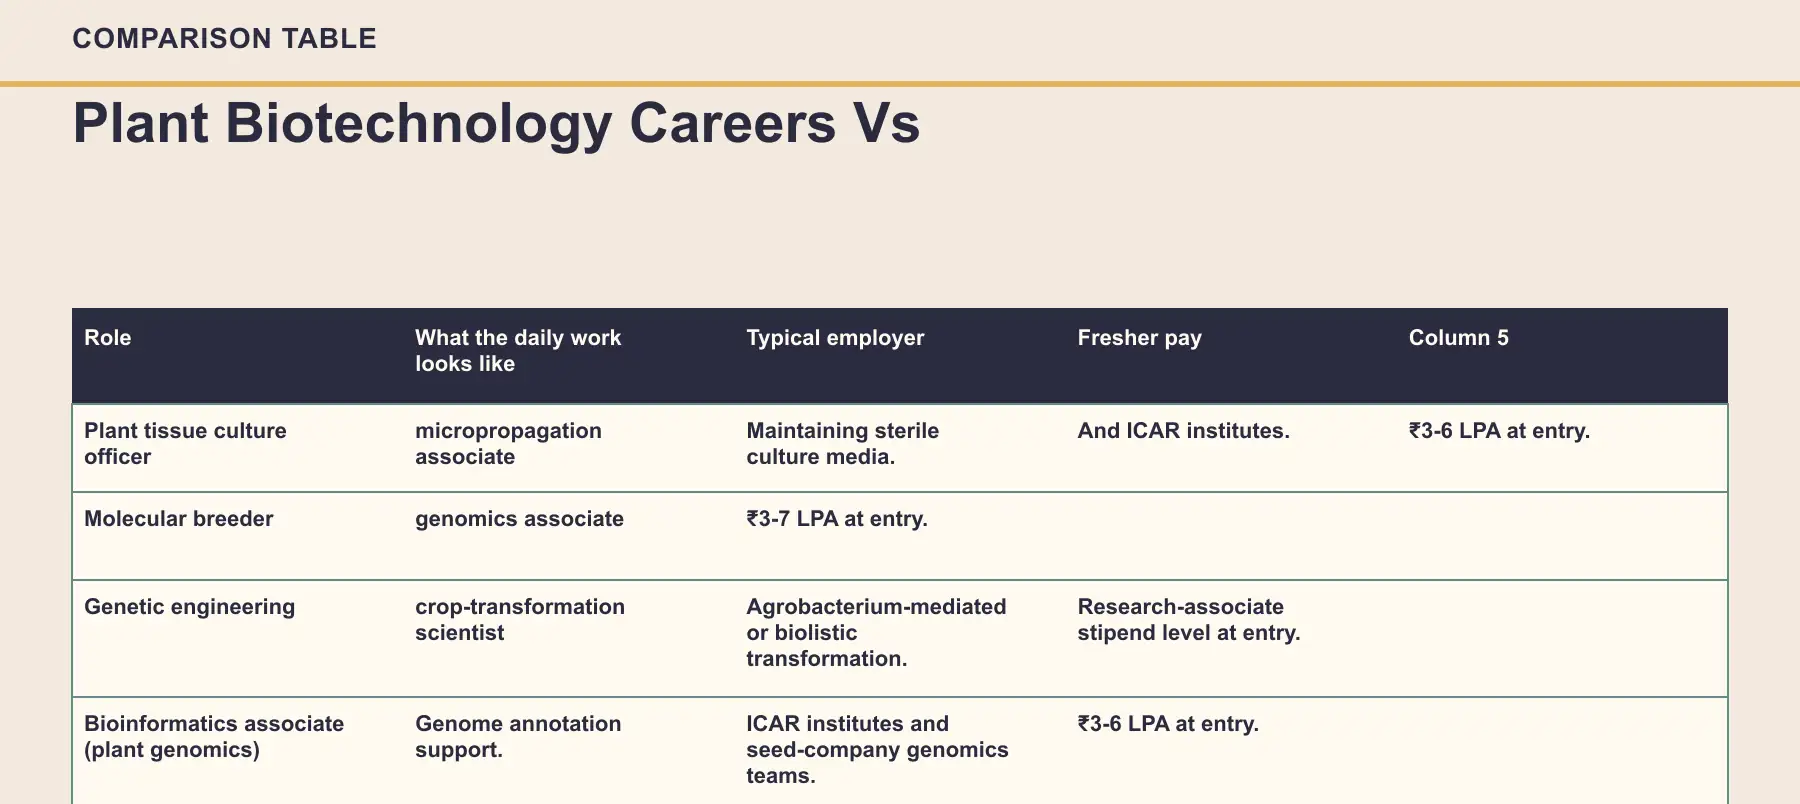 COMPARISON TABLE
Plant Biotechnology Careers Vs
Role
What the daily work
looks like
Typical employer
Fresher pay
Column 5
Plant tissue culture
officer
micropropagation
associate
Maintaining sterile
culture media.
And ICAR institutes.
₹3-6 LPA at entry.
Molecular breeder
genomics associate
₹3-7 LPA at entry.
Genetic engineering
crop-transformation
scientist
Agrobacterium-mediated
or biolistic
transformation.
Research-associate
stipend level at entry.
Bioinformatics associate
(plant genomics)
Genome annotation
support.
ICAR institutes and
seed-company genomics
teams.
₹3-6 LPA at entry.